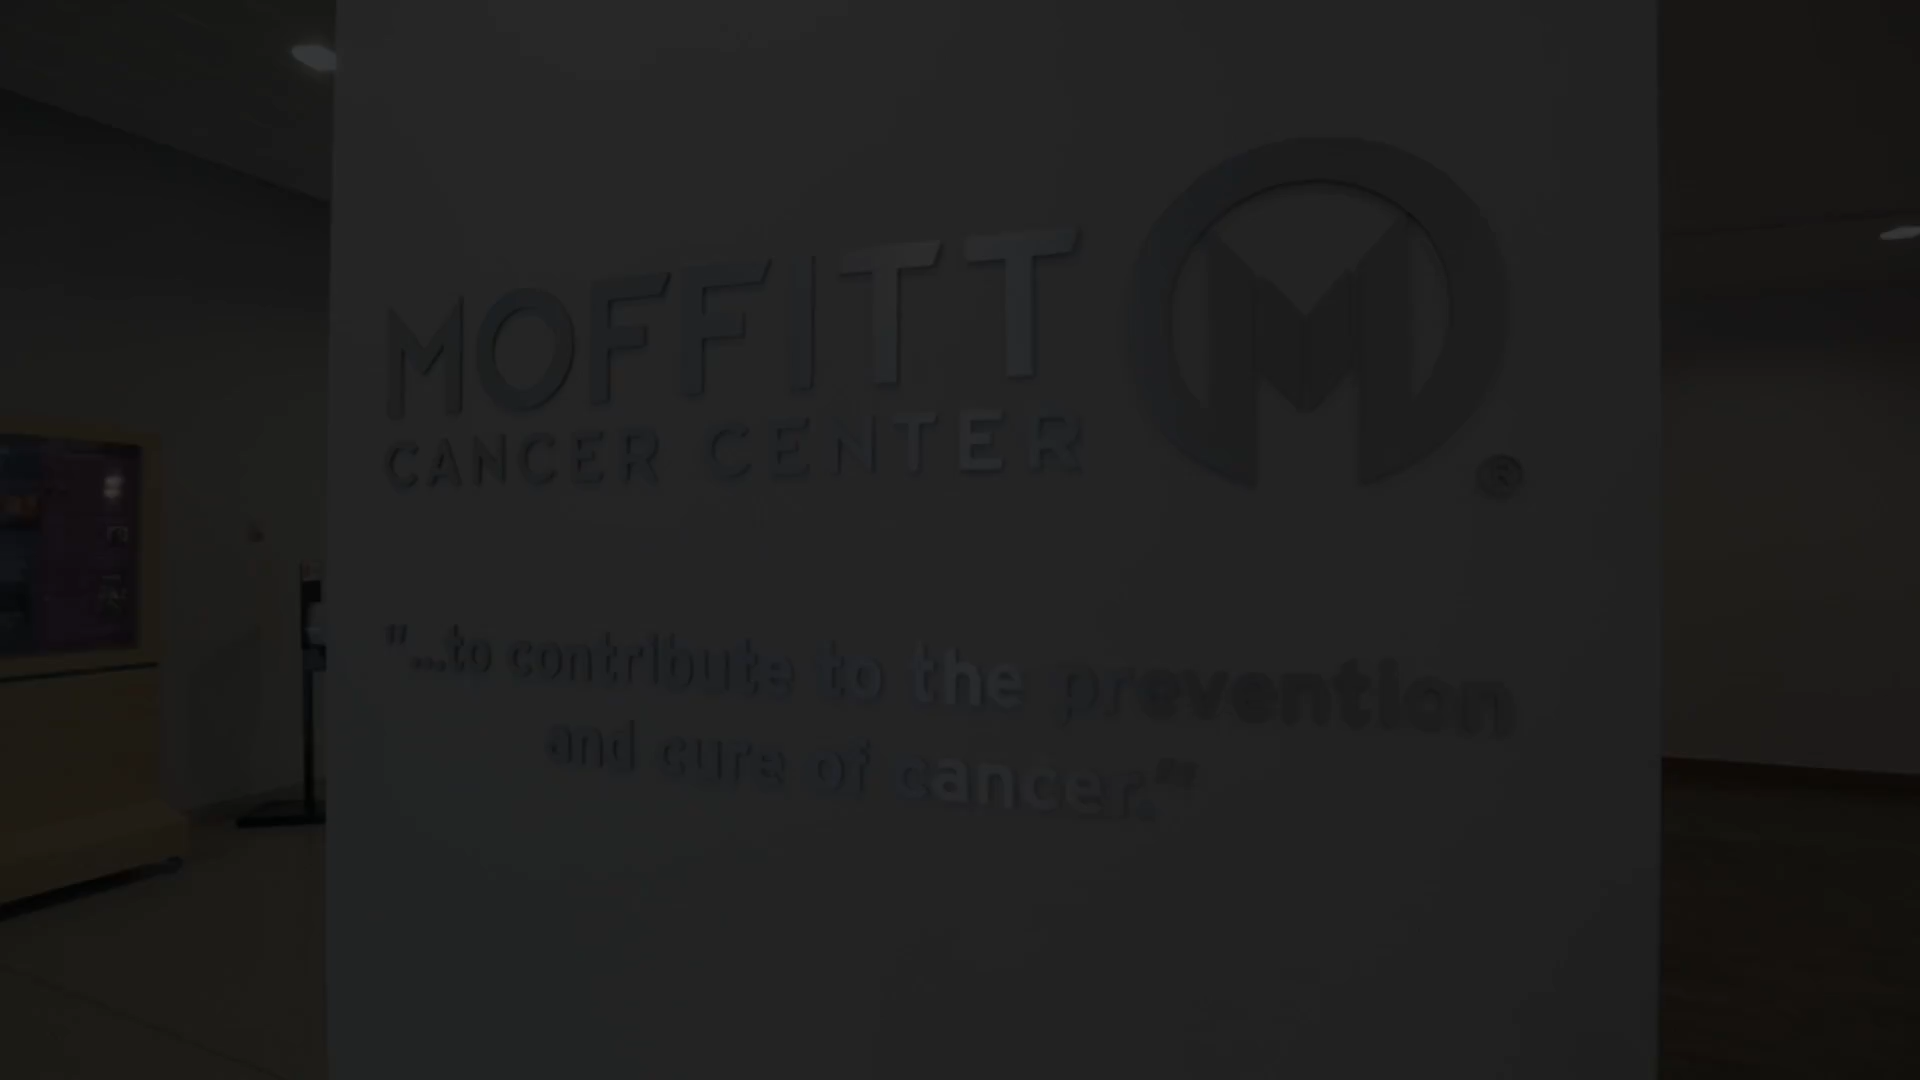 MOFFITT
CANCER CENTER
M
®
"...to contribute to the prevention
and cure of cancer."